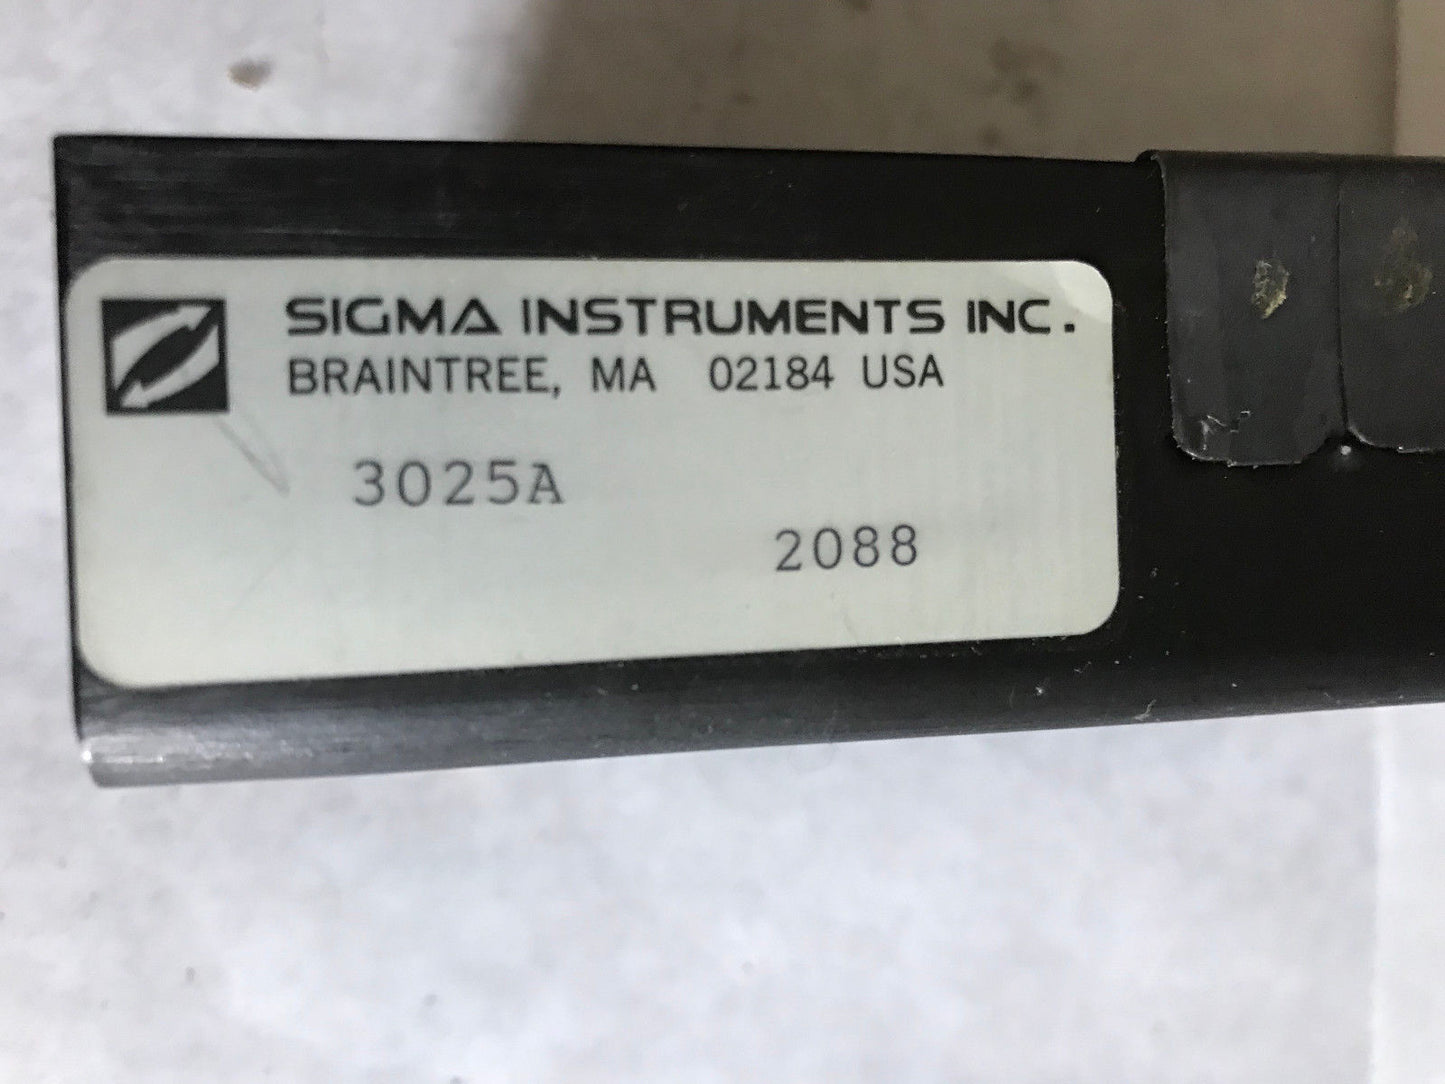 SIGMA INSTRUMENTS INC.
BRAINTREE, MA 02184 USA
3025A
2088